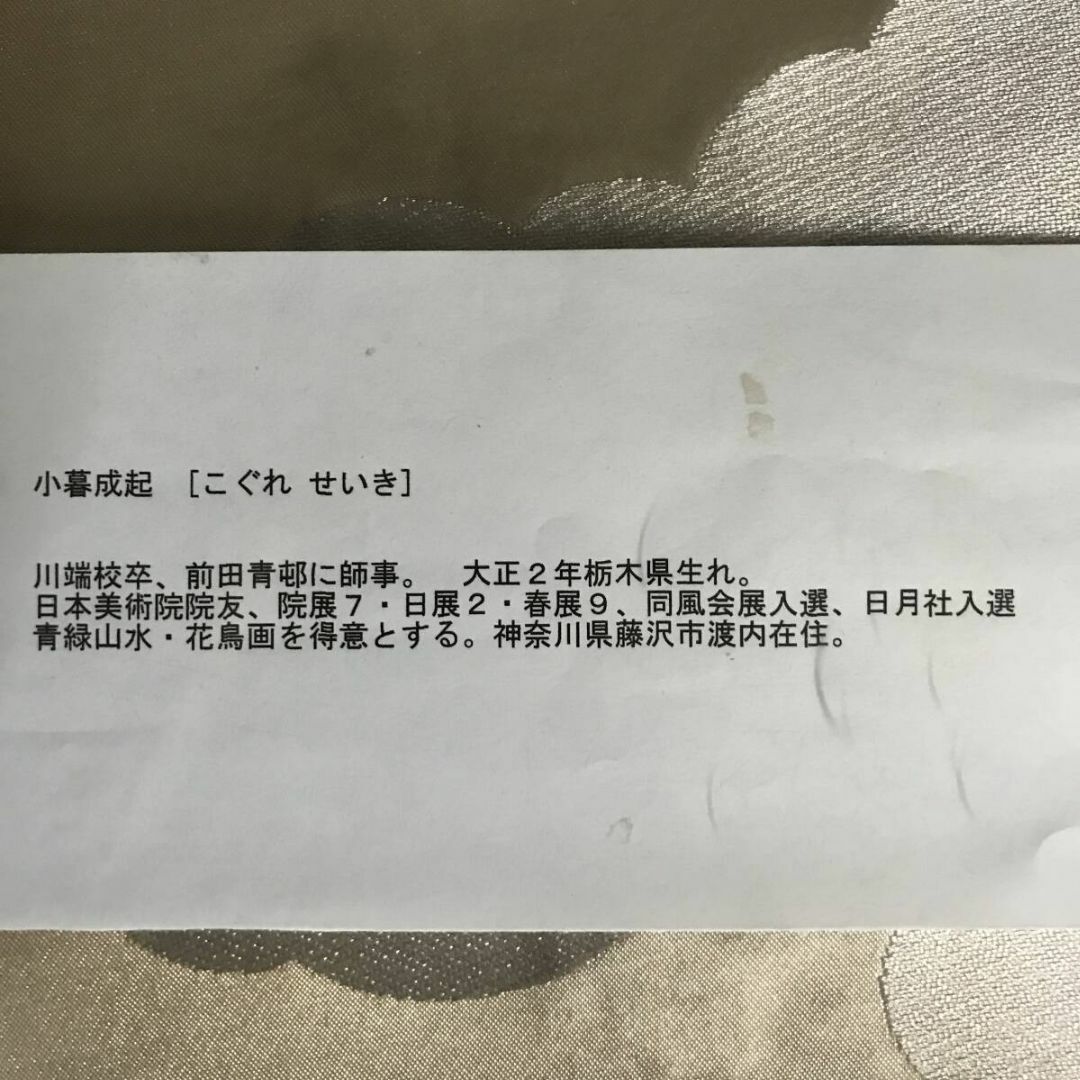 小暮成起 [こぐれ せいき]
川端校卒、前田青邨に師事。 大正２年栃木県生れ。
日本美術院院友、院展７・日展２・春展９、同風会展入選、日月社入選
青緑山水・花鳥画を得意とする。神奈川県藤沢市渡内在住。